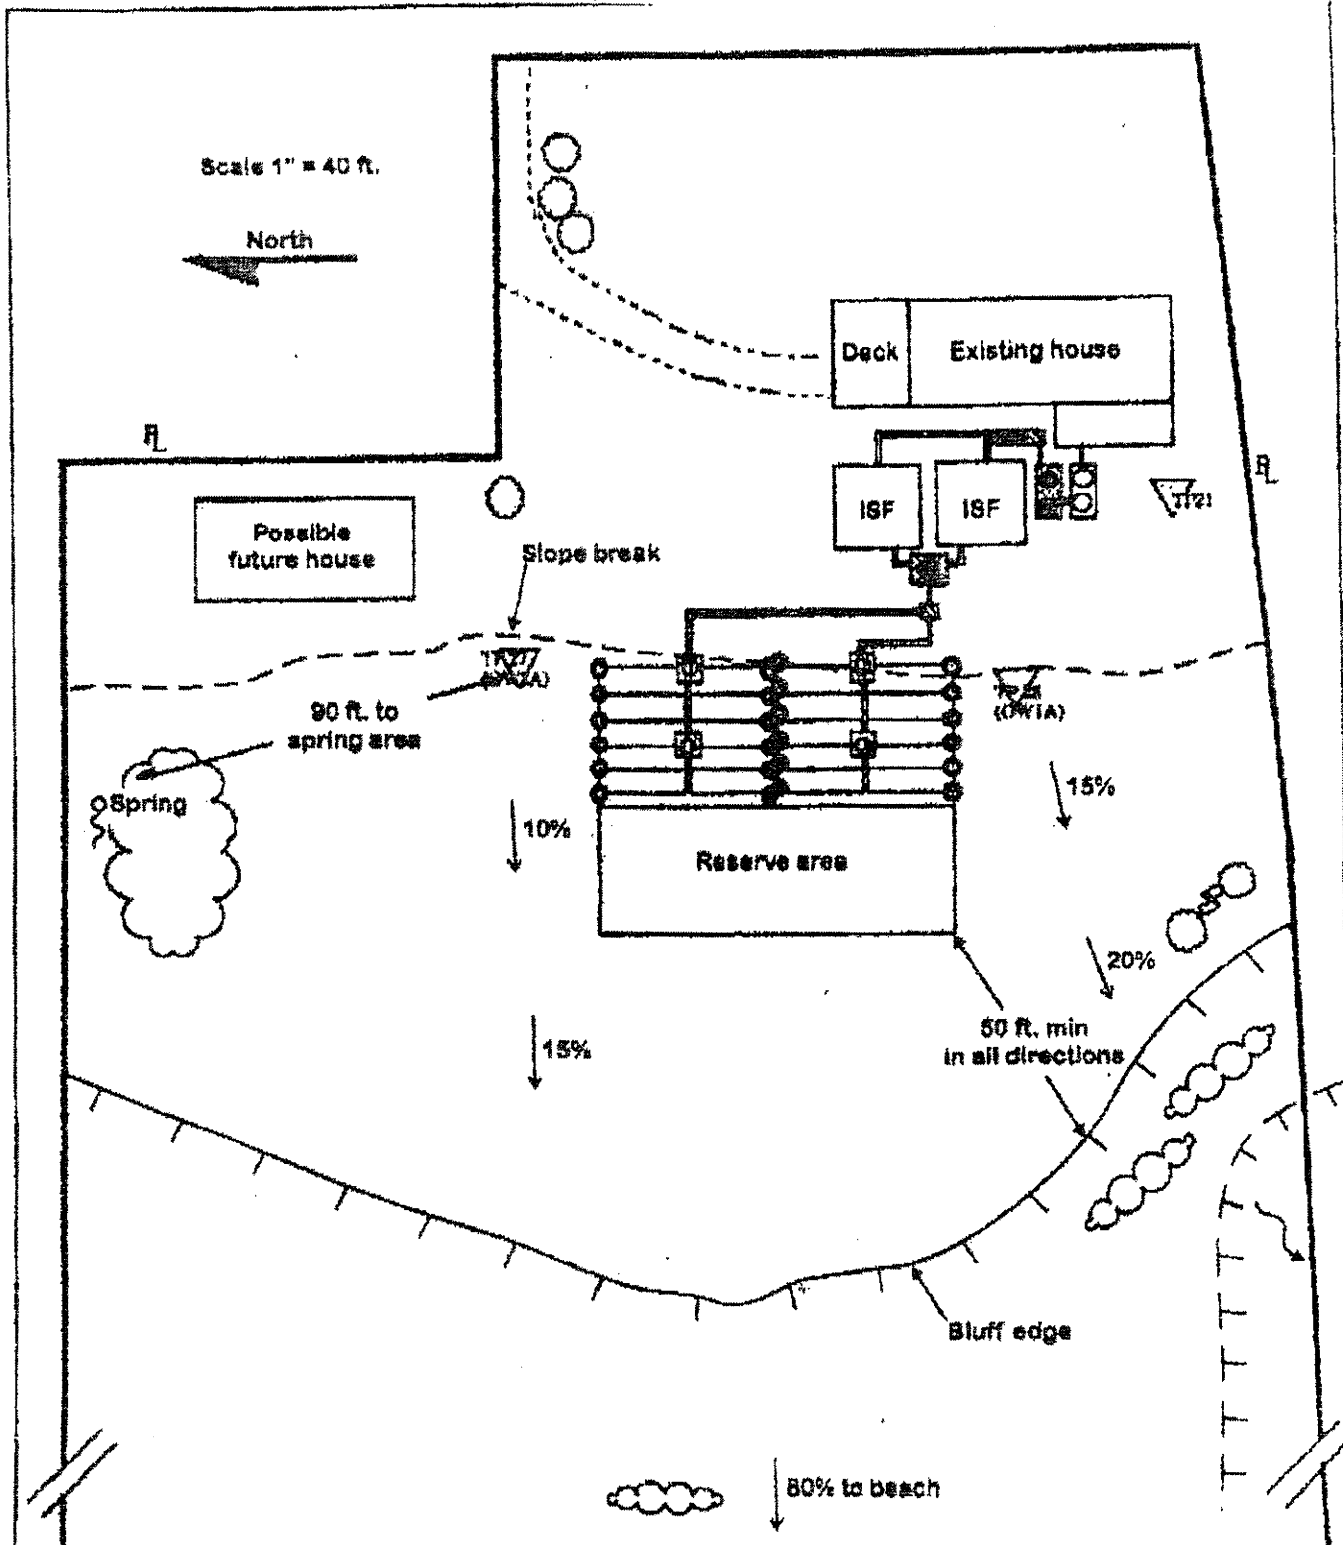 Scale 1" = 40 ft.
North
Deck
Existing house
PL
PL
ISF
ISF
Possible
future house
Slope break
90 ft. to
spring area
Spring
10%
15%
Reserve area
20%
50 ft. min
in all directions
15%
Bluff edge
80% to beach